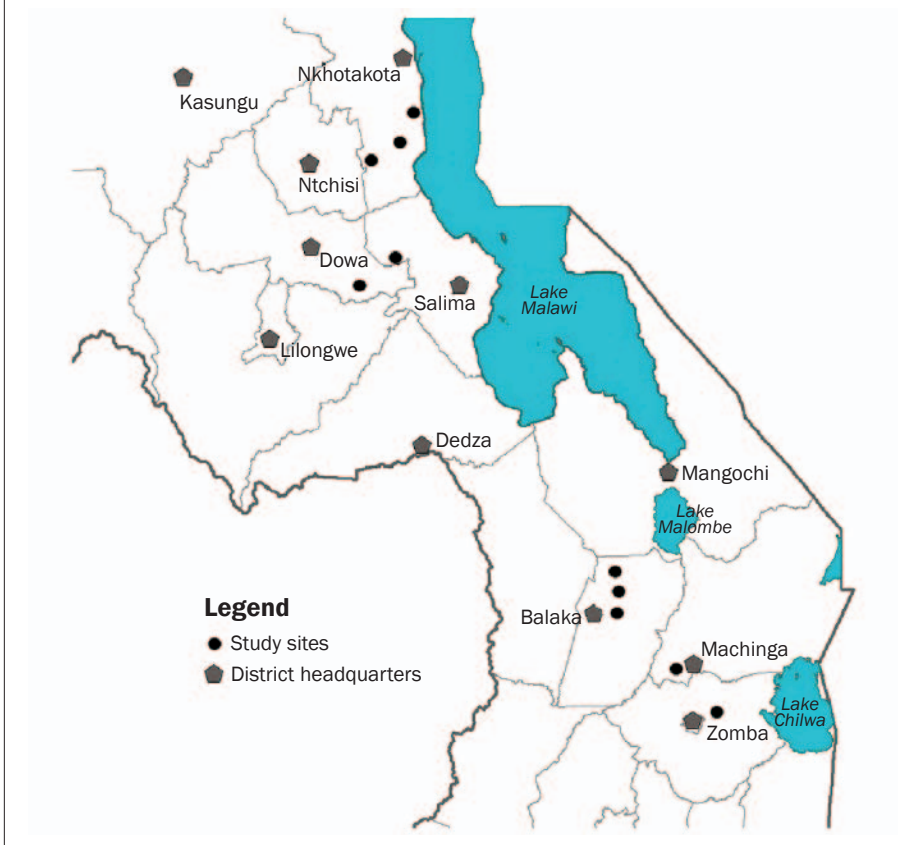 Nkhotakota
Kasungu
Ntchisi
Dowa
Salima
Lake
Malawi
Lilongwe
Dedza
Mangochi
Lake
Malombe
Legend
Study sites
District headquarters
Balaka
Machinga
Lake
Chilwa
Zomba